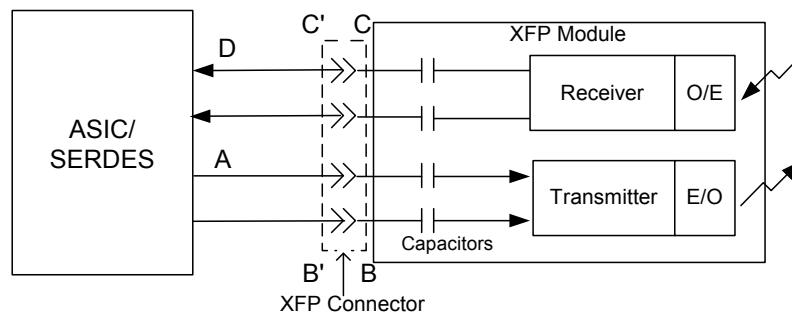 C' C
XFP Module
D
Receiver O/E
ASIC/
SERDES
A
Transmitter E/O
Capacitors
B' B
XFP Connector